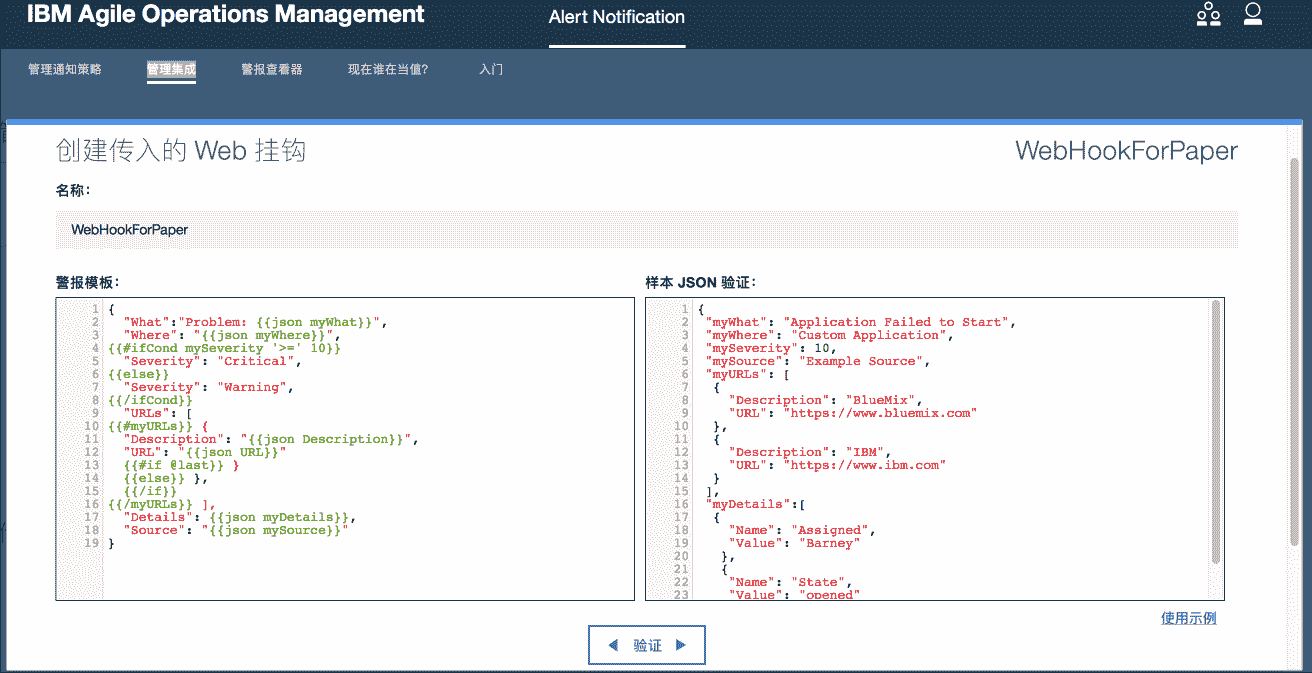 IBM Agile Operations Management
Alert Notification
管理通知策略 管理集成 警报查看器 现在谁在当值? 入门
创建传入的 Web 挂钩
WebHookForPaper
名称:
WebHookForPaper
警报模板:
1 {
2 "What":"Problem: {{json myWhat}}",
3 "Where": "{{json myWhere}}",
4 {{#ifCond mySeverity '>=' 10}}
5 "Severity": "Critical",
6 {{else}}
7 "Severity": "Warning",
8 {{/ifCond}}
9 "URLs": [
10 {{#myURLs}} {
11 "Description": "{{json Description}}",
12 "URL": "{{json URL}}"
13 {{#if @last}} }
14 {{else}} },
15 {{/if}}
16 {{/myURLs}} ],
17 "Details": {{json myDetails}},
18 "Source": "{{json mySource}}"
19 }
样本 JSON 验证:
1 {
2 "myWhat": "Application Failed to Start",
3 "myWhere": "Custom Application",
4 "mySeverity": 10,
5 "mySource": "Example Source",
6 "myURLs": [
7 {
8 "Description": "BlueMix",
9 "URL": "https://www.bluemix.com"
10 },
11 {
12 "Description": "IBM",
13 "URL": "https://www.ibm.com"
14 }
15 ],
16 "myDetails":[
17 {
18 "Name": "Assigned",
19 "Value": "Barney"
20 },
21 {
22 "Name": "State",
23 "Value": "opened"
使用示例
验证